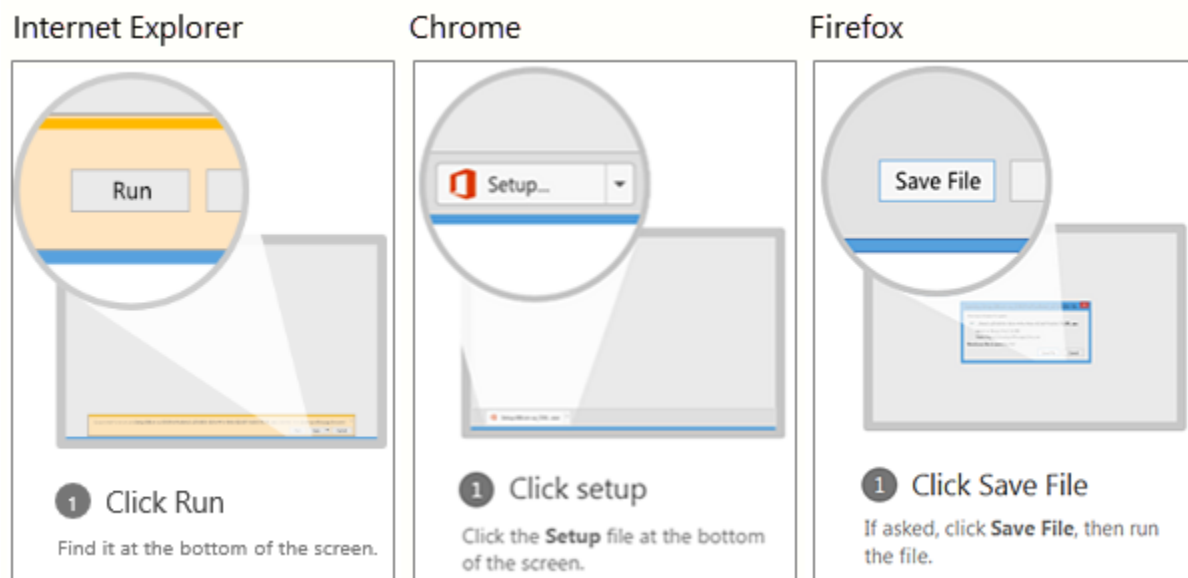 Internet Explorer
Chrome
Firefox
Run
Setup...
Save File
1 Click Run
Find it at the bottom of the screen.
1 Click setup
Click the Setup file at the bottom
of the screen.
1 Click Save File
If asked, click Save File, then run
the file.